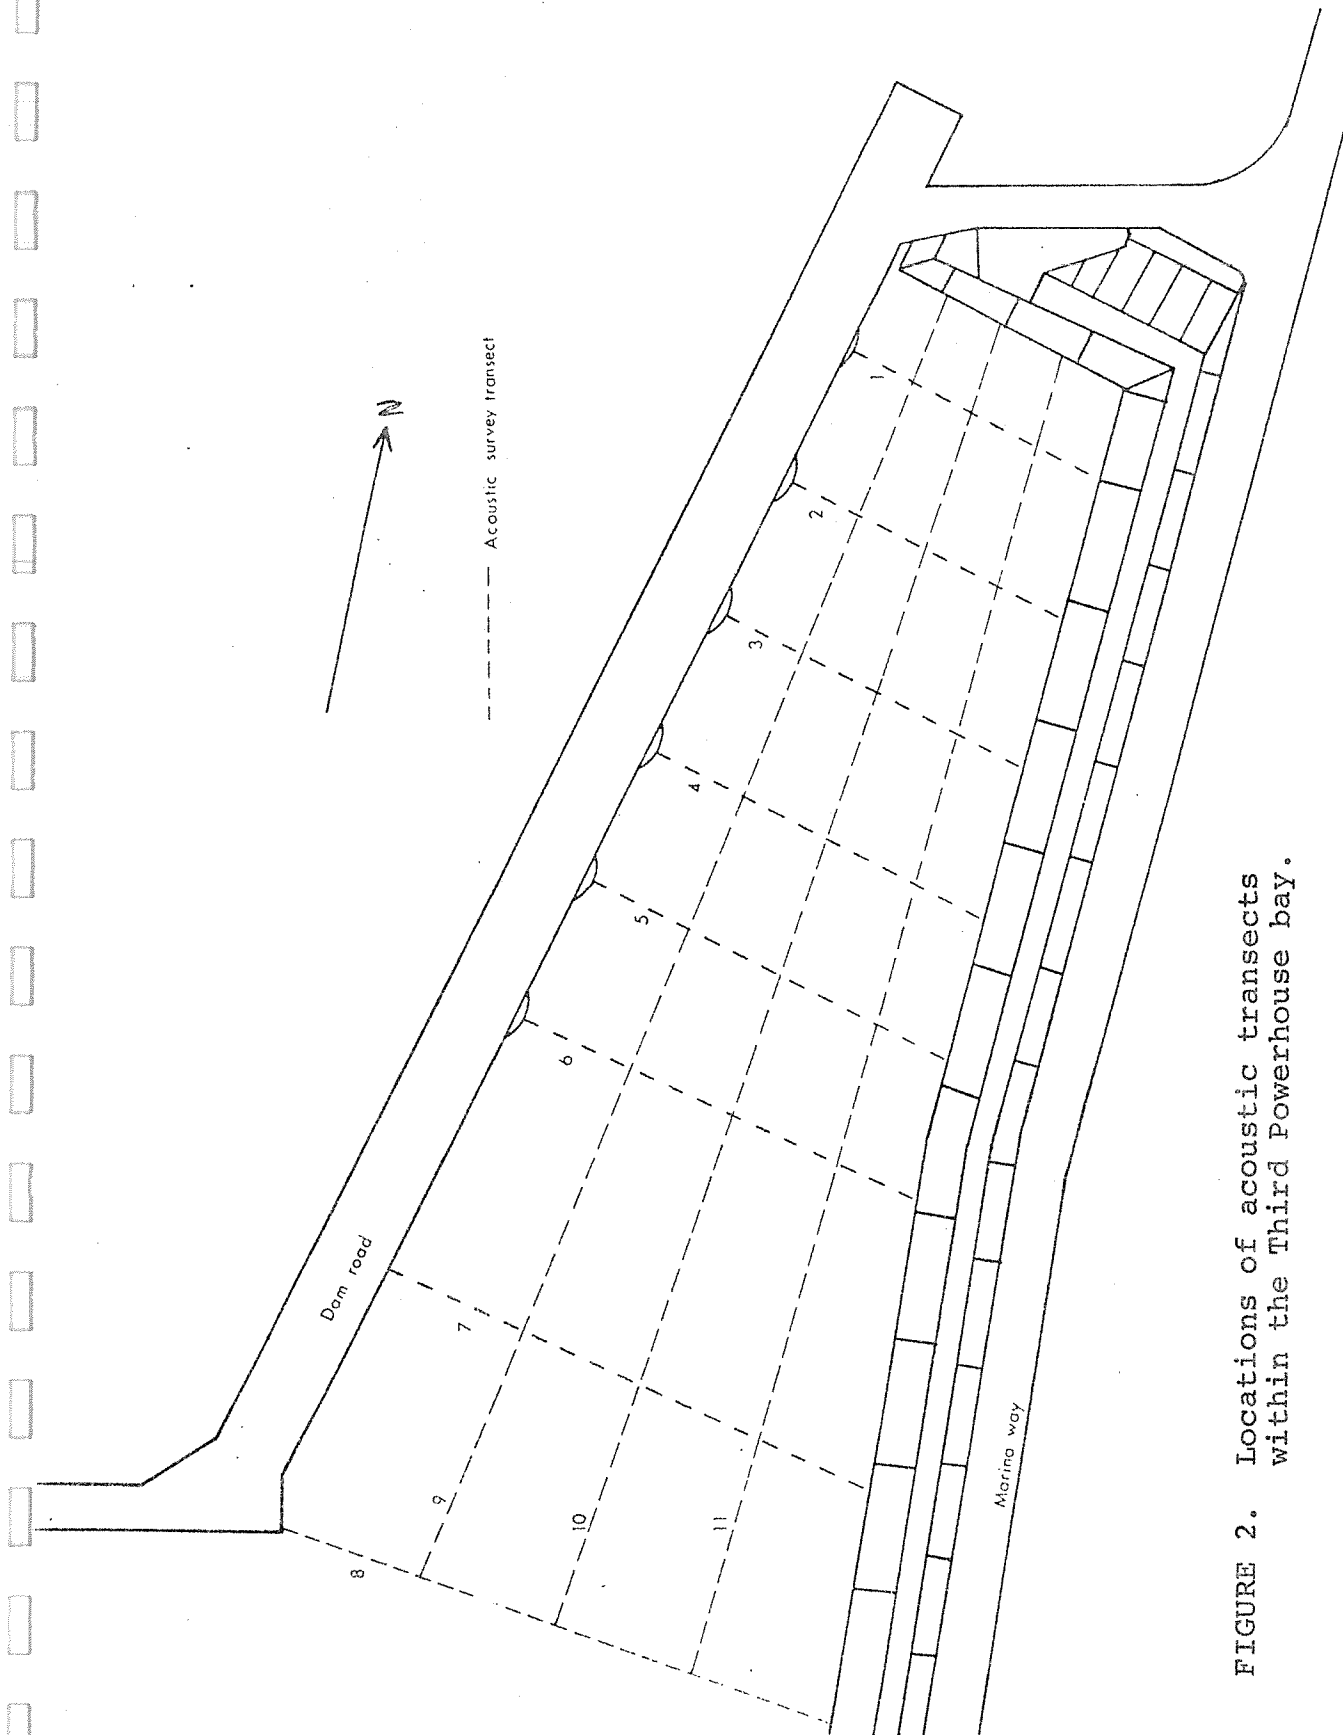 N
Acoustic survey transect
1
2
3
4
5
6
7
8
9
10
11
Dam road
Marina way
FIGURE 2. Locations of acoustic transects
within the Third Powerhouse bay.